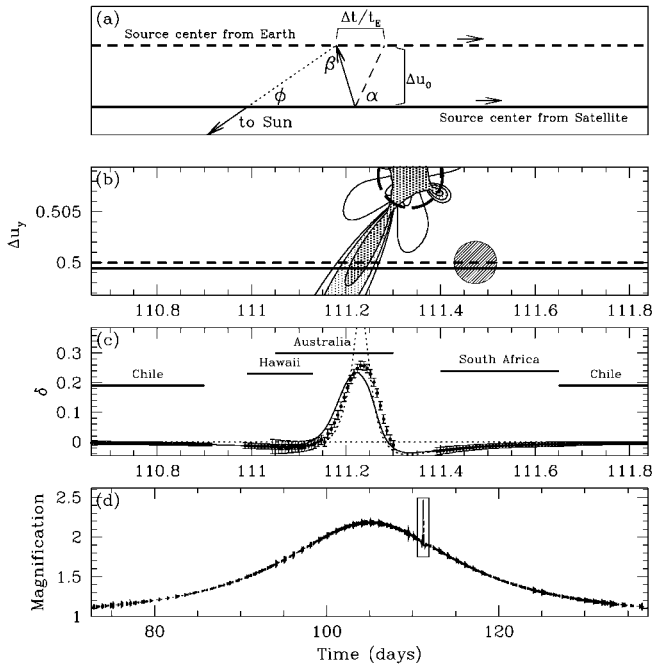 (a)
Source center from Earth
Δt/t_E
β
Δu₀
ϕ
α
to Sun
Source center from Satellite
(b)
Δu_y
0.505
0.5
110.8 111 111.2 111.4 111.6 111.8
(c)
Australia
0.3
Hawaii
South Africa
δ
0.2
Chile
Chile
0.1
0
110.8 111 111.2 111.4 111.6 111.8
(d)
Magnification
2.5
2
1.5
1
80 100 120
Time (days)